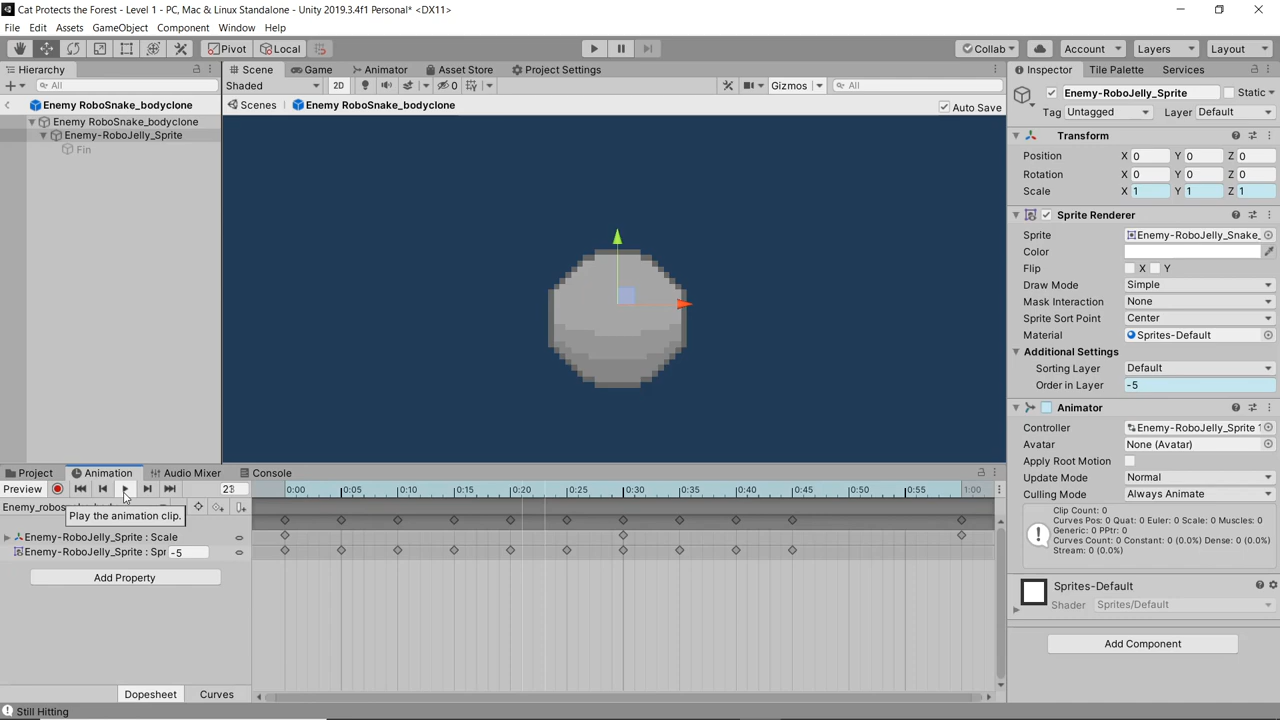 Cat Protects the Forest - Level 1 - PC, Mac & Linux Standalone - Unity 2019.3.4f1 Personal* <DX11>
File Edit Assets GameObject Component Window Help
Pivot Local Collab Account Layers Layout
Hierarchy Scene Game Animator Asset Store Project Settings Inspector Tile Palette Services
All Shaded 2D 0 Gizmos All
Enemy RoboSnake_bodyclone Scenes Enemy RoboSnake_bodyclone Auto Save
Enemy RoboSnake_bodyclone
Enemy-RoboJelly_Sprite
Fin
Enemy-RoboJelly_Sprite Static
Tag Untagged Layer Default
Transform
Position X 0 Y 0 Z 0
Rotation X 0 Y 0 Z 0
Scale X 1 Y 1 Z 1
Sprite Renderer
Sprite Enemy-RoboJelly_Snake_
Color
Flip X Y
Draw Mode Simple
Mask Interaction None
Sprite Sort Point Center
Material Sprites-Default
Additional Settings
Sorting Layer Default
Order in Layer -5
Animator
Controller Enemy-RoboJelly_Sprite 1
Avatar None (Avatar)
Apply Root Motion
Update Mode Normal
Culling Mode Always Animate
Clip Count: 0
Curves Pos: 0 Quat: 0 Euler: 0 Scale: 0 Muscles: 0
Generic: 0 PPtr: 0
Curves Count: 0 Constant: 0 (0.0%) Dense: 0 (0.0%)
Stream: 0 (0.0%)
Sprites-Default
Shader Sprites/Default
Add Component
Project Animation Audio Mixer Console
Preview 23 0:00 0:05 0:10 0:15 0:20 0:25 0:30 0:35 0:40 0:45 0:50 0:55 1:00
Play the animation clip.
Enemy-RoboJelly_Sprite : Scale
Enemy-RoboJelly_Sprite : Spr -5
Add Property
Dopesheet Curves
Still Hitting